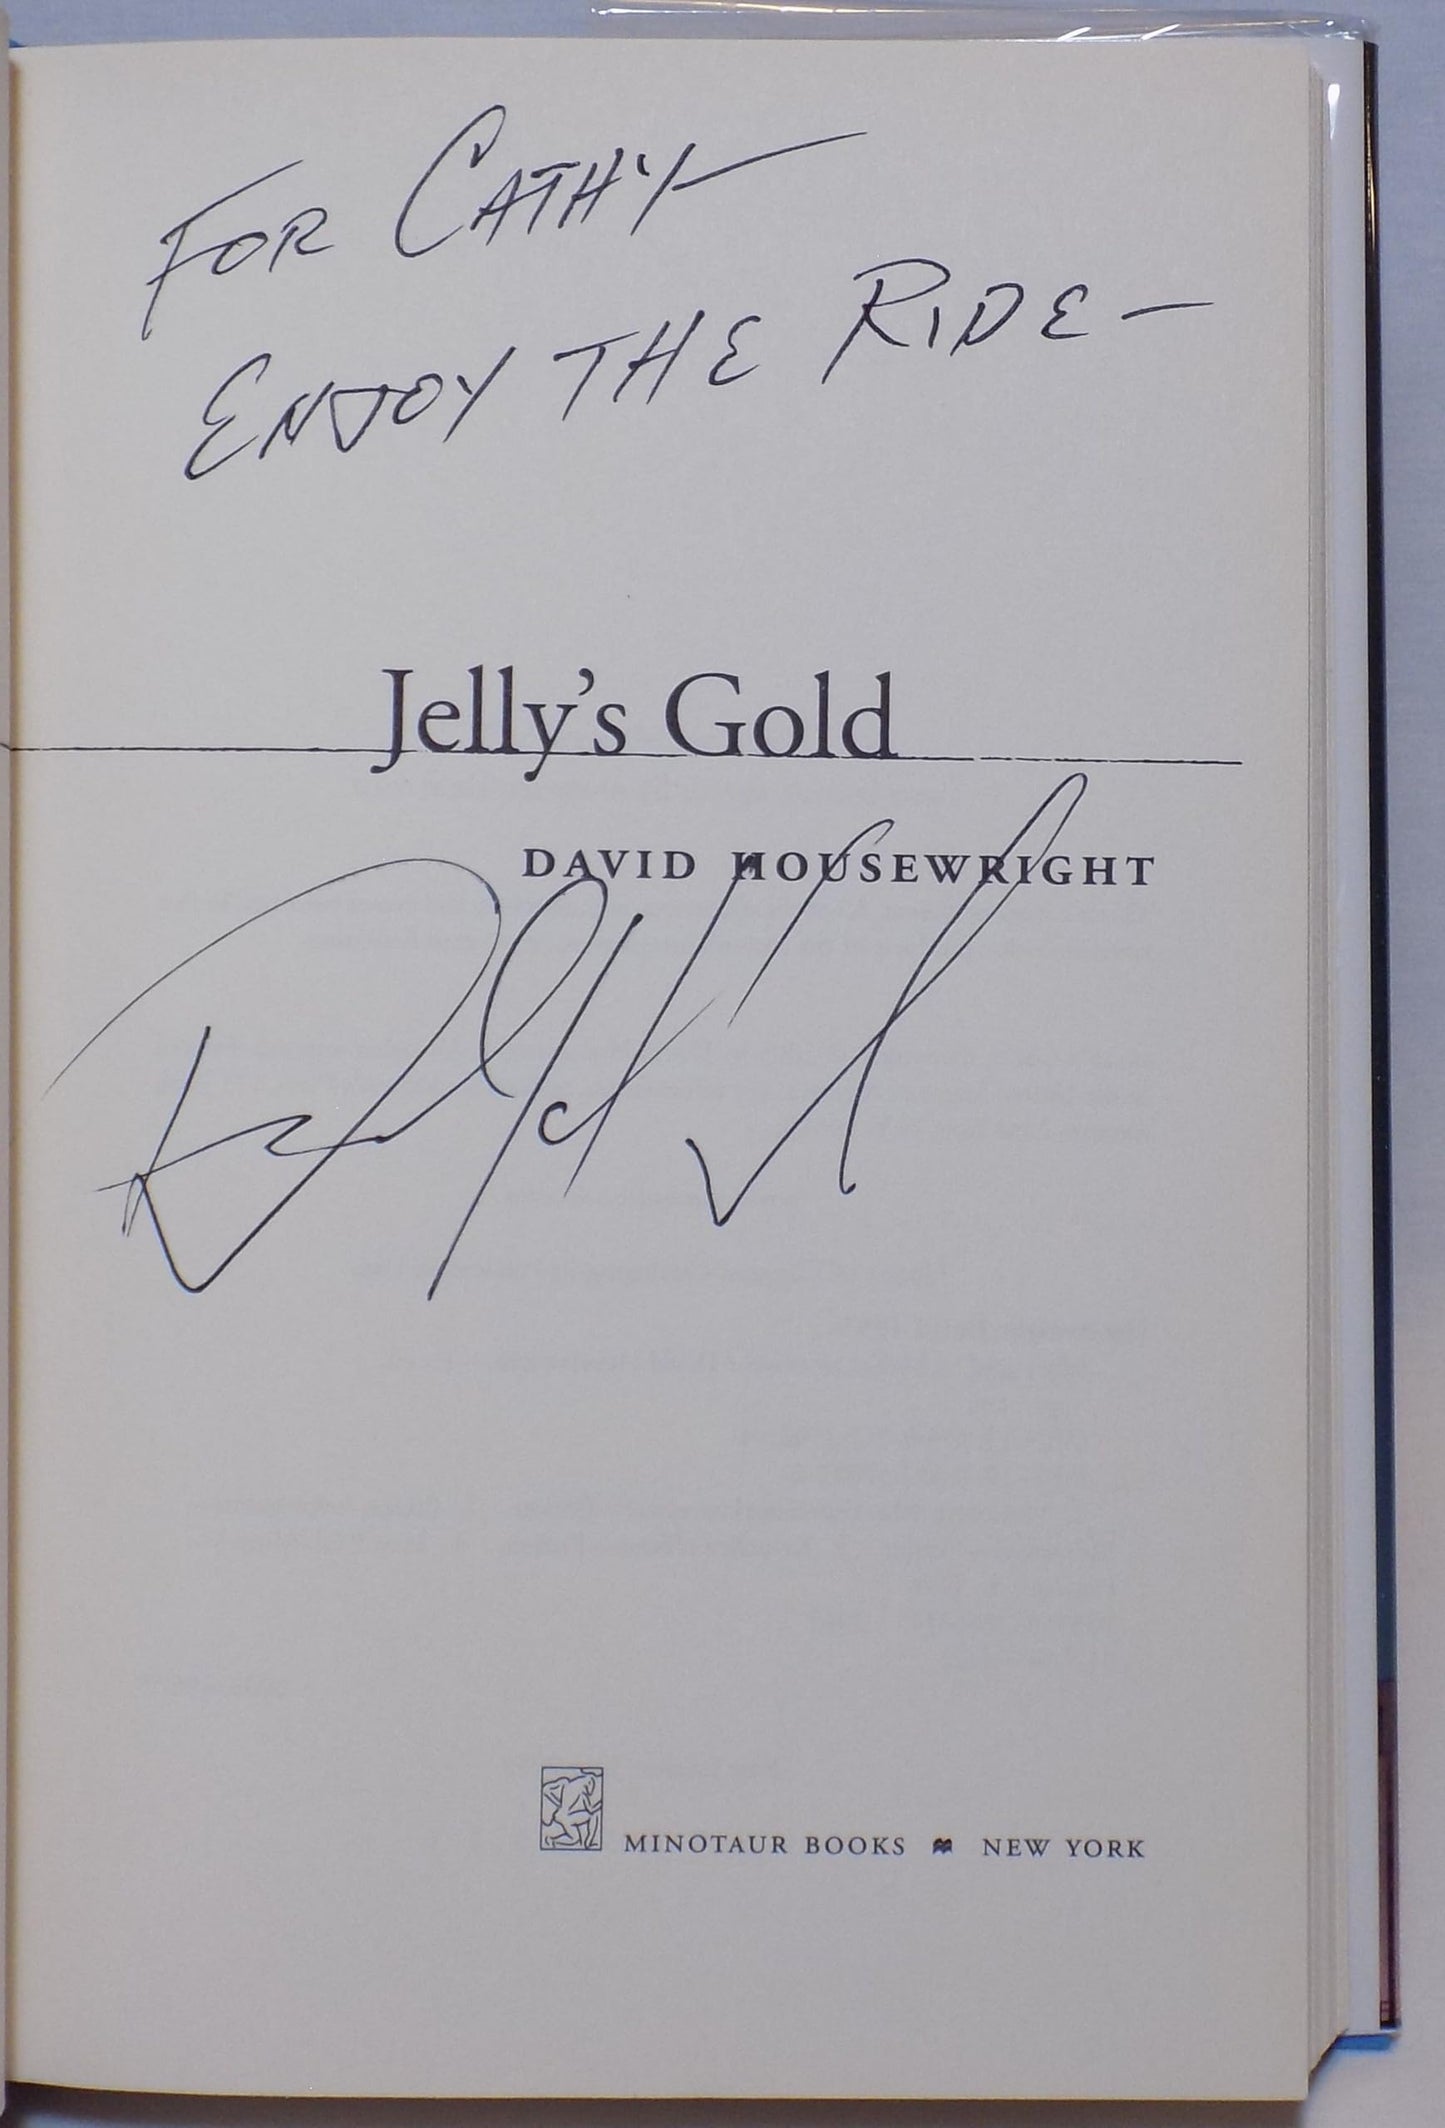 FOR CATHY—
ENJOY THE RIDE—
Jelly's Gold
DAVID HOUSEWRIGHT
MINOTAUR BOOKS NEW YORK